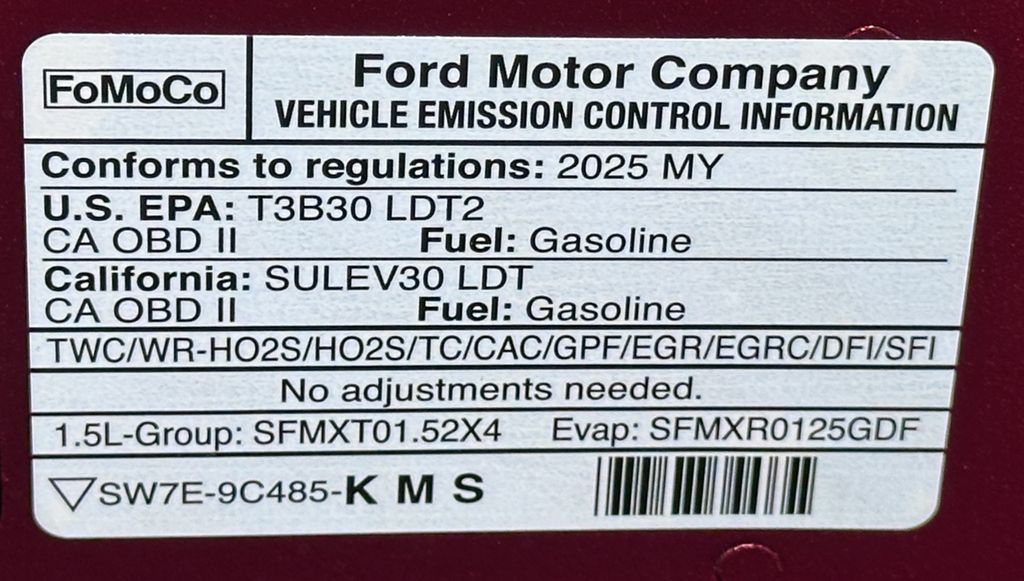 FoMoCo
Ford Motor Company
VEHICLE EMISSION CONTROL INFORMATION
Conforms to regulations: 2025 MY
U.S. EPA: T3B30 LDT2
CA OBD II Fuel: Gasoline
California: SULEV30 LDT
CA OBD II Fuel: Gasoline
TWC/WR-HO2S/HO2S/TC/CAC/GPF/EGR/EGRC/DFI/SFI
No adjustments needed.
1.5L-Group: SFMXT01.52X4 Evap: SFMXR0125GDF
SW7E-9C485-K M S